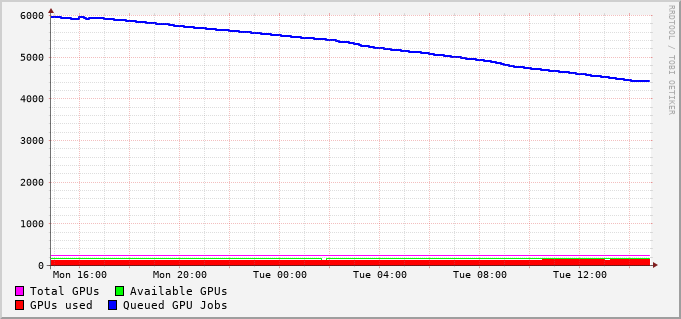 6000
5000
4000
3000
2000
1000
0
Mon 16:00 Mon 20:00 Tue 00:00 Tue 04:00 Tue 08:00 Tue 12:00
Total GPUs Available GPUs
GPUs used Queued GPU Jobs
RRDTOOL / TOBI OETIKER